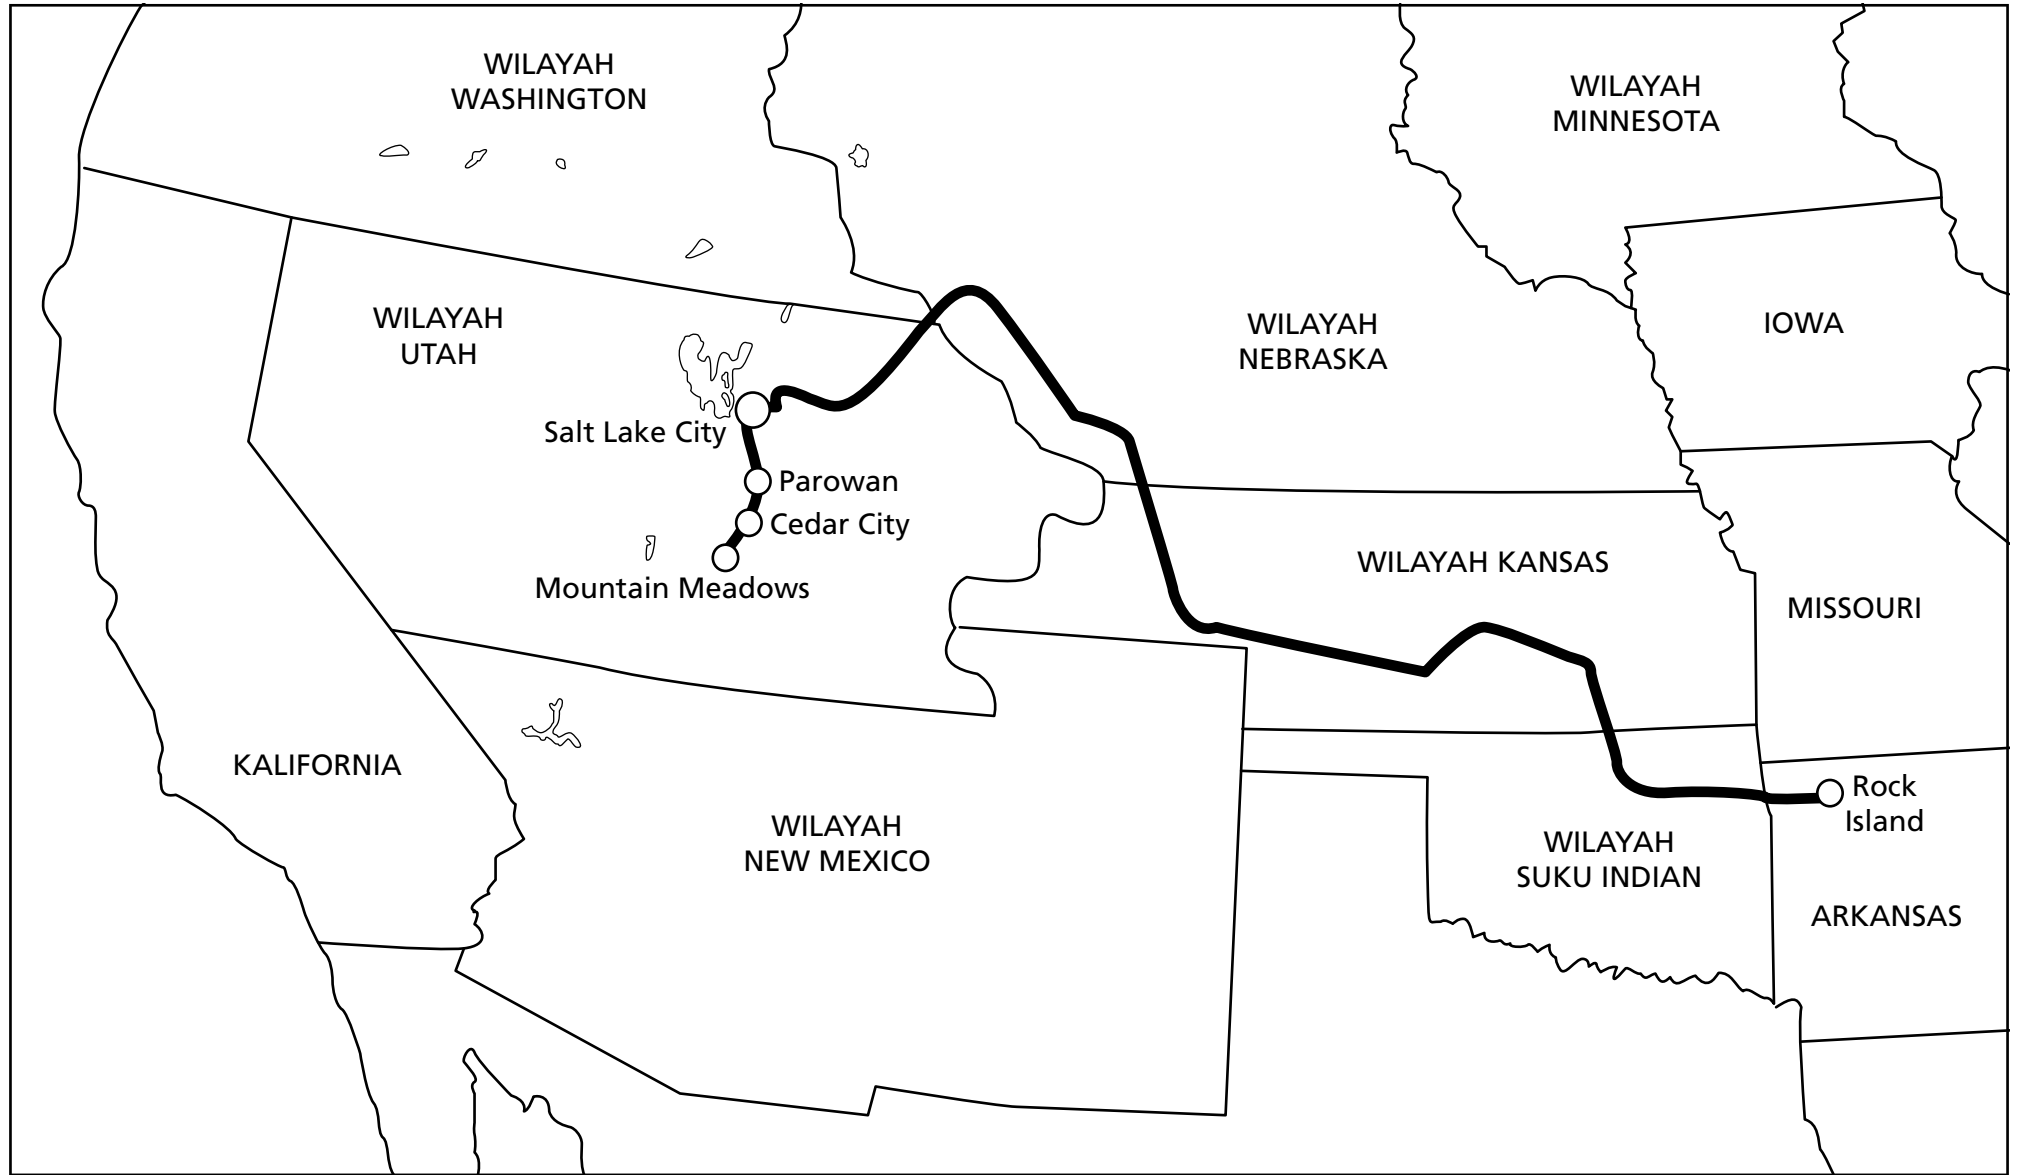 WILAYAH
WASHINGTON
WILAYAH
MINNESOTA
WILAYAH
UTAH
WILAYAH
NEBRASKA
IOWA
Salt Lake City
Parowan
Cedar City
Mountain Meadows
WILAYAH KANSAS
MISSOURI
KALIFORNIA
WILAYAH
NEW MEXICO
Rock
Island
WILAYAH
SUKU INDIAN
ARKANSAS